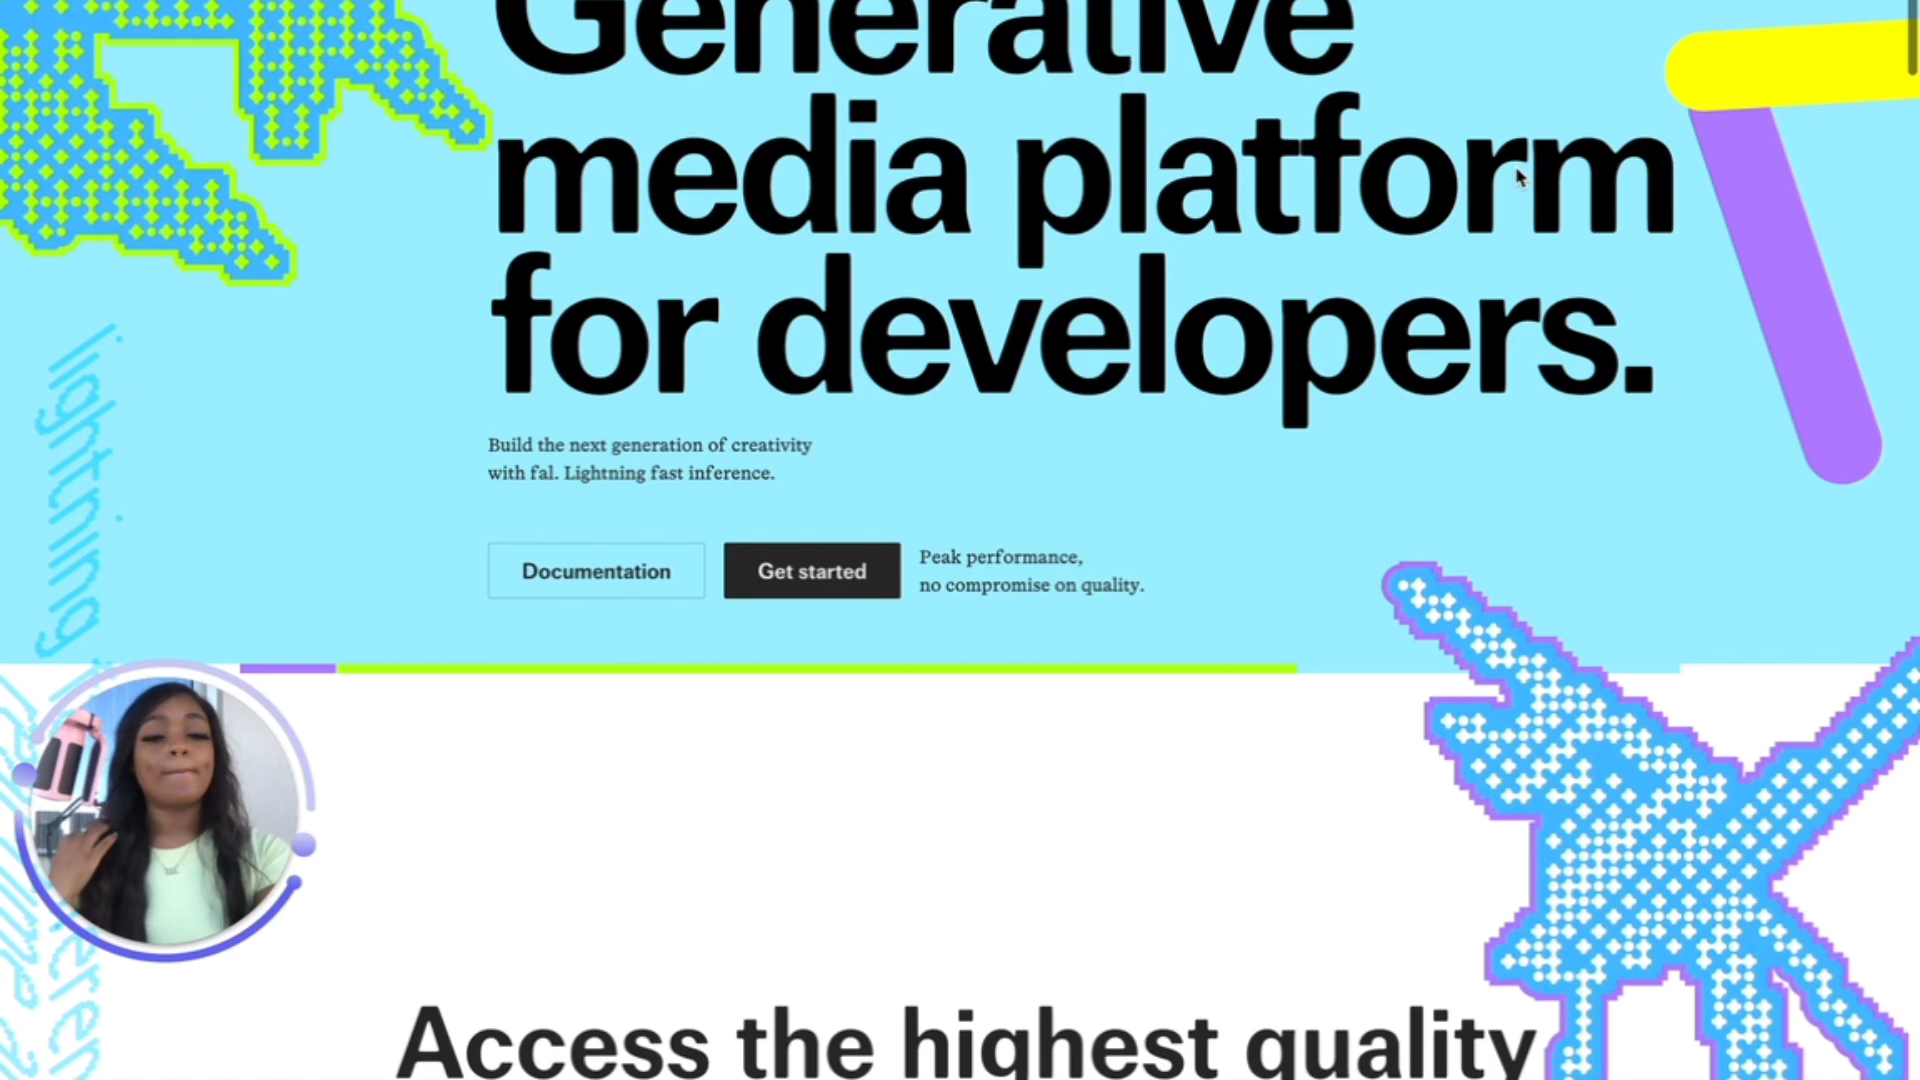 Generative
media platform
for developers.
Build the next generation of creativity
with fal. Lightning fast inference.
Documentation
Get started
Peak performance,
no compromise on quality.
lightning
Access the highest quality